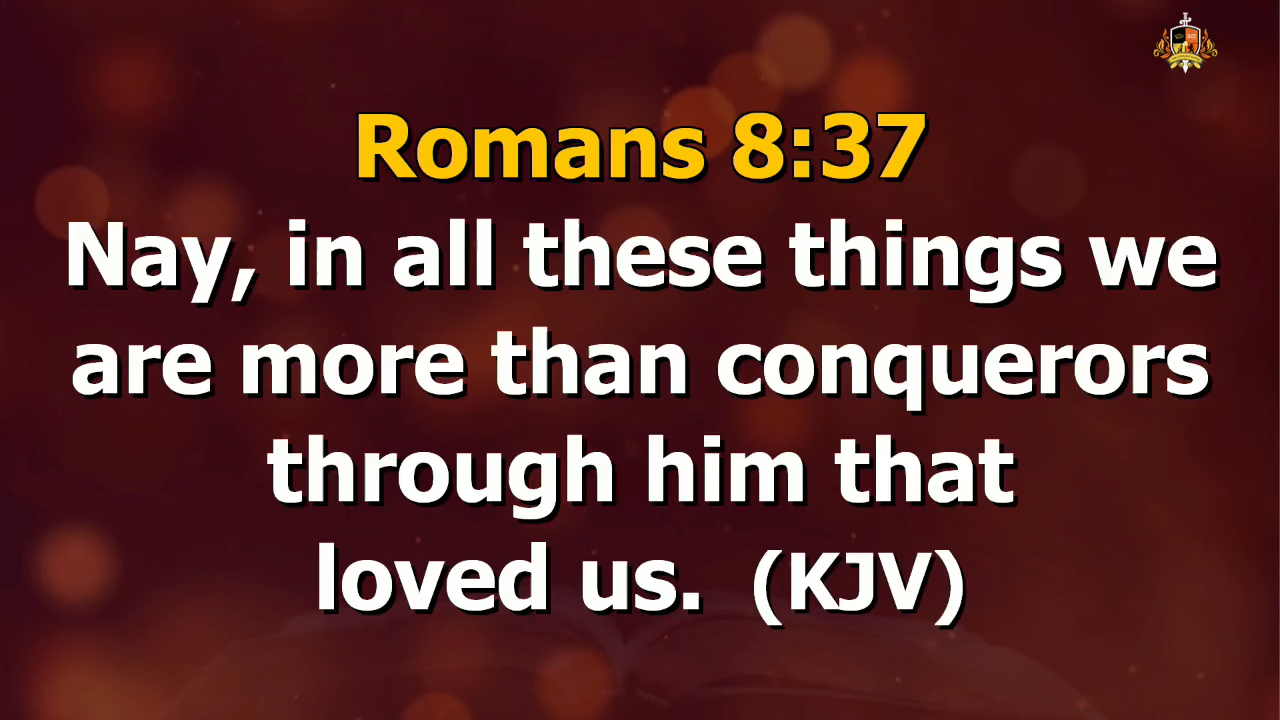 Romans 8:37
Nay, in all these things we
are more than conquerors
through him that
loved us.  (KJV)